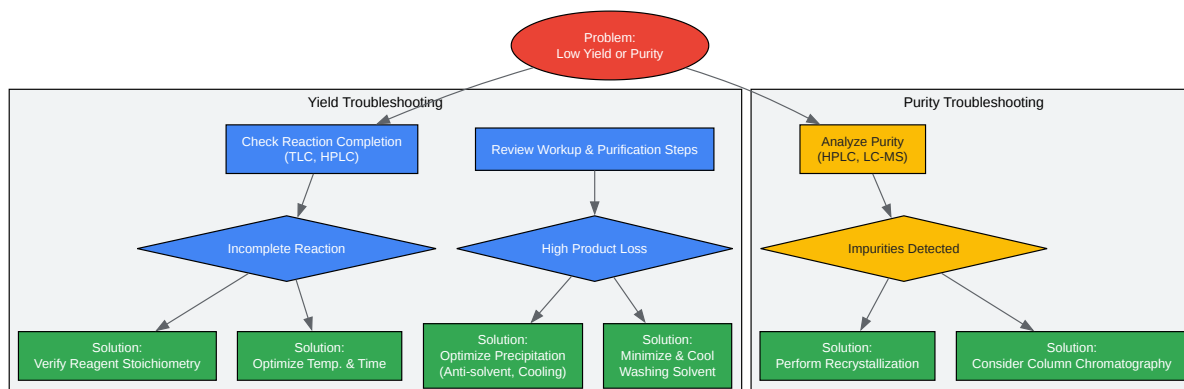 Problem:
Low Yield or Purity
Yield Troubleshooting
Purity Troubleshooting
Check Reaction Completion
(TLC, HPLC)
Review Workup & Purification Steps
Analyze Purity
(HPLC, LC-MS)
Incomplete Reaction
High Product Loss
Impurities Detected
Solution:
Verify Reagent Stoichiometry
Solution:
Optimize Temp. & Time
Solution:
Optimize Precipitation
(Anti-solvent, Cooling)
Solution:
Minimize & Cool
Washing Solvent
Solution:
Perform Recrystallization
Solution:
Consider Column Chromatography